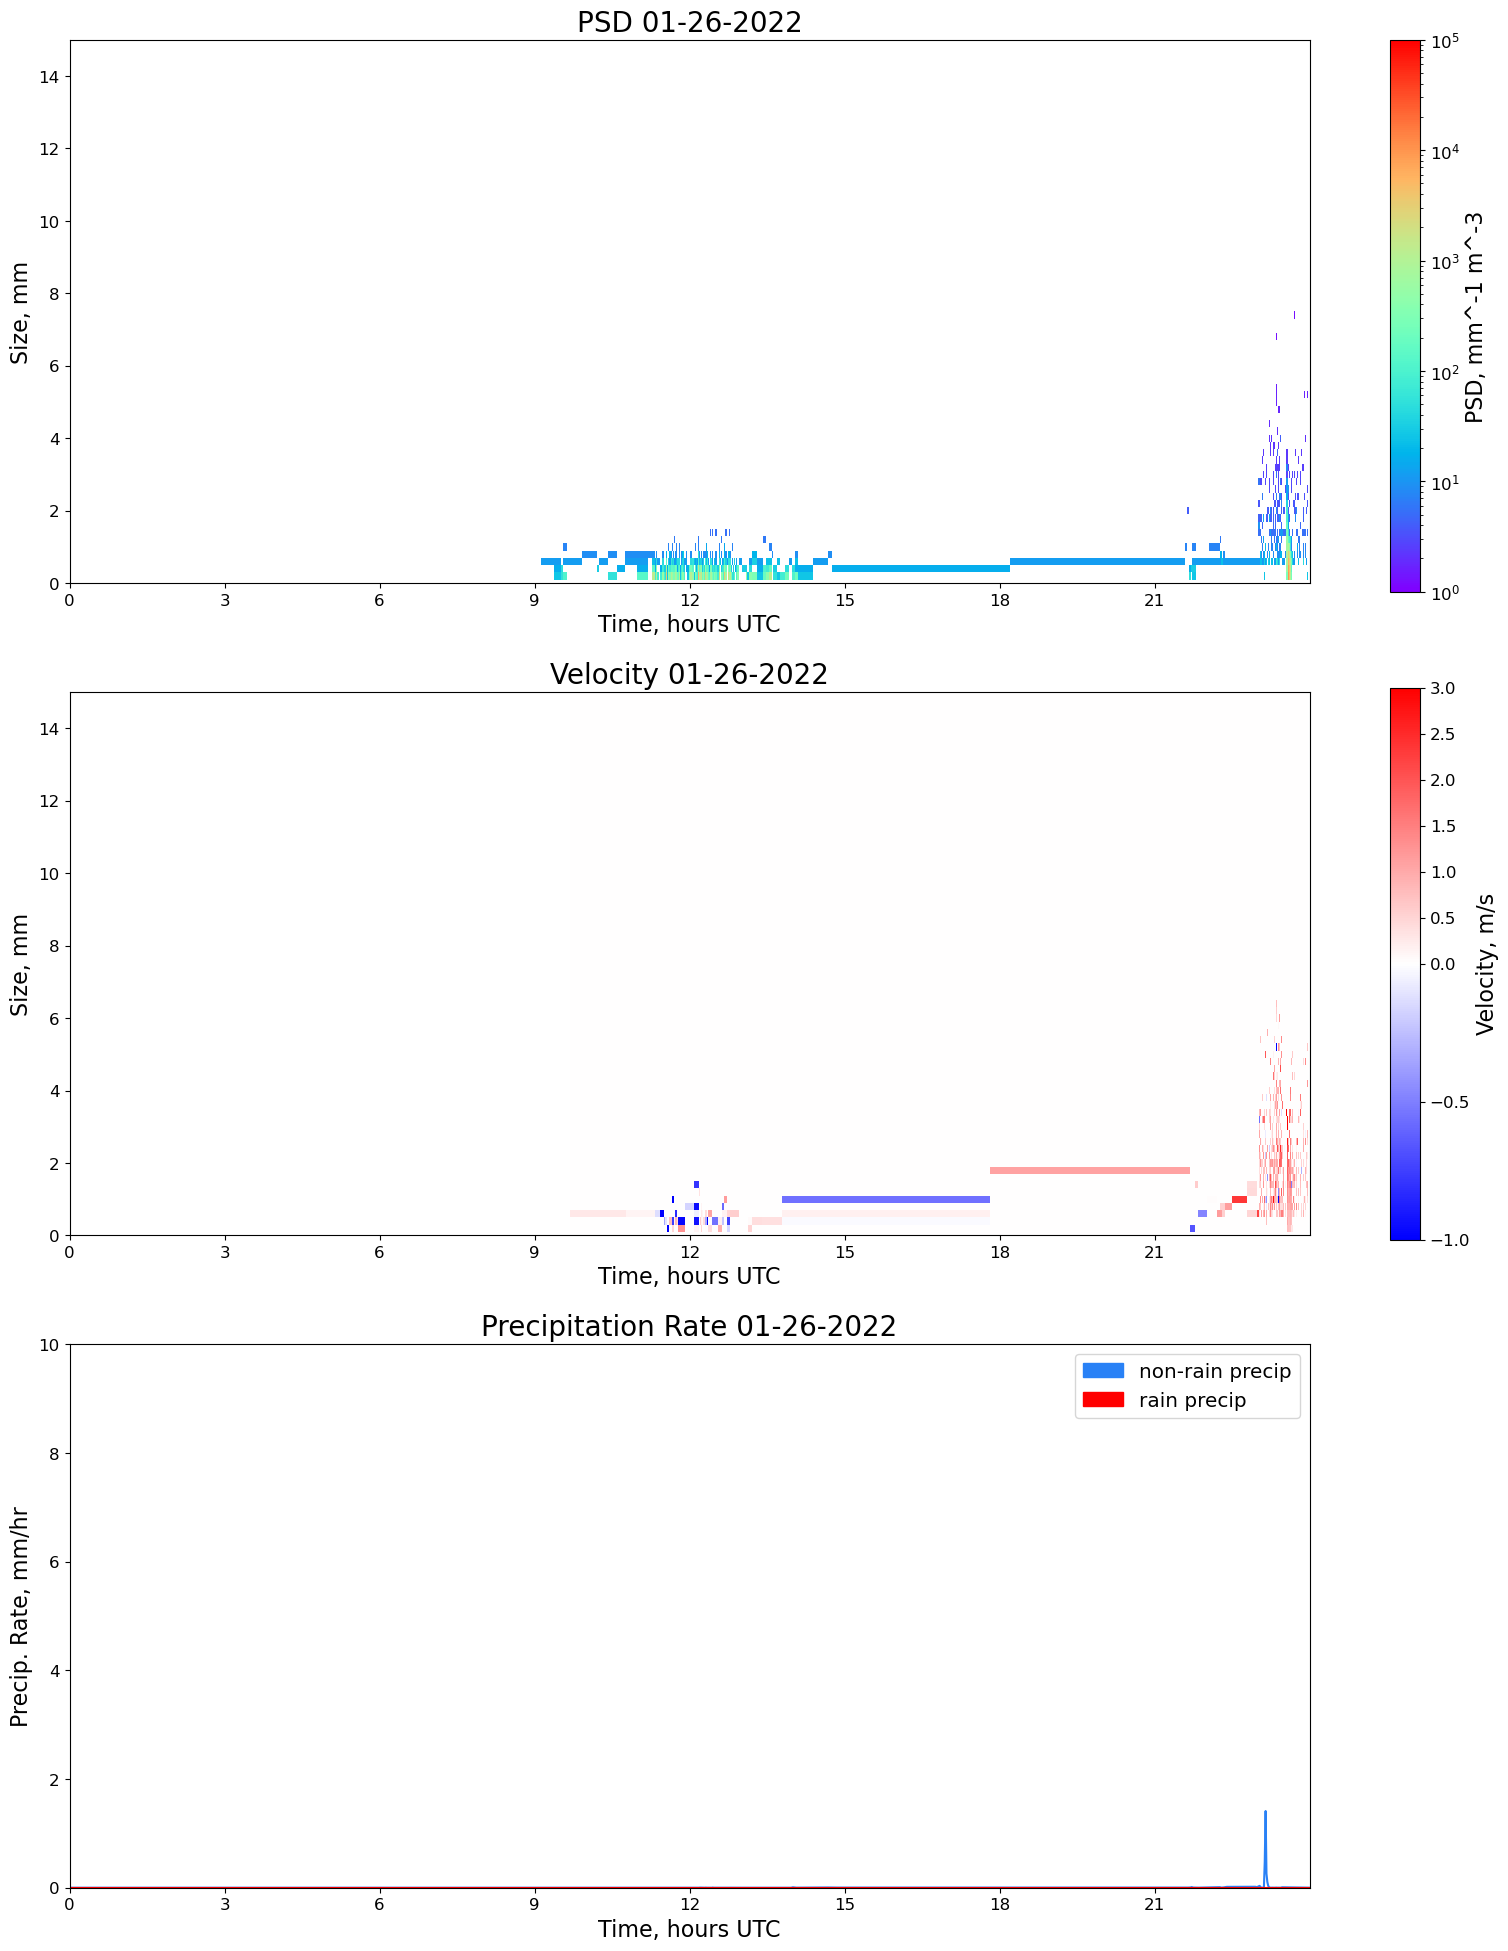 PSD 01-26-2022
14
12
10
8
6
4
2
0
Size, mm
0 3 6 9 12 15 18 21
Time, hours UTC
10^5
10^4
10^3
10^2
10^1
10^0
PSD, mm^-1 m^-3
Velocity 01-26-2022
14
12
10
8
6
4
2
0
Size, mm
0 3 6 9 12 15 18 21
Time, hours UTC
3.0
2.5
2.0
1.5
1.0
0.5
0.0
−0.5
−1.0
Velocity, m/s
Precipitation Rate 01-26-2022
10
8
6
4
2
0
Precip. Rate, mm/hr
non-rain precip
rain precip
0 3 6 9 12 15 18 21
Time, hours UTC